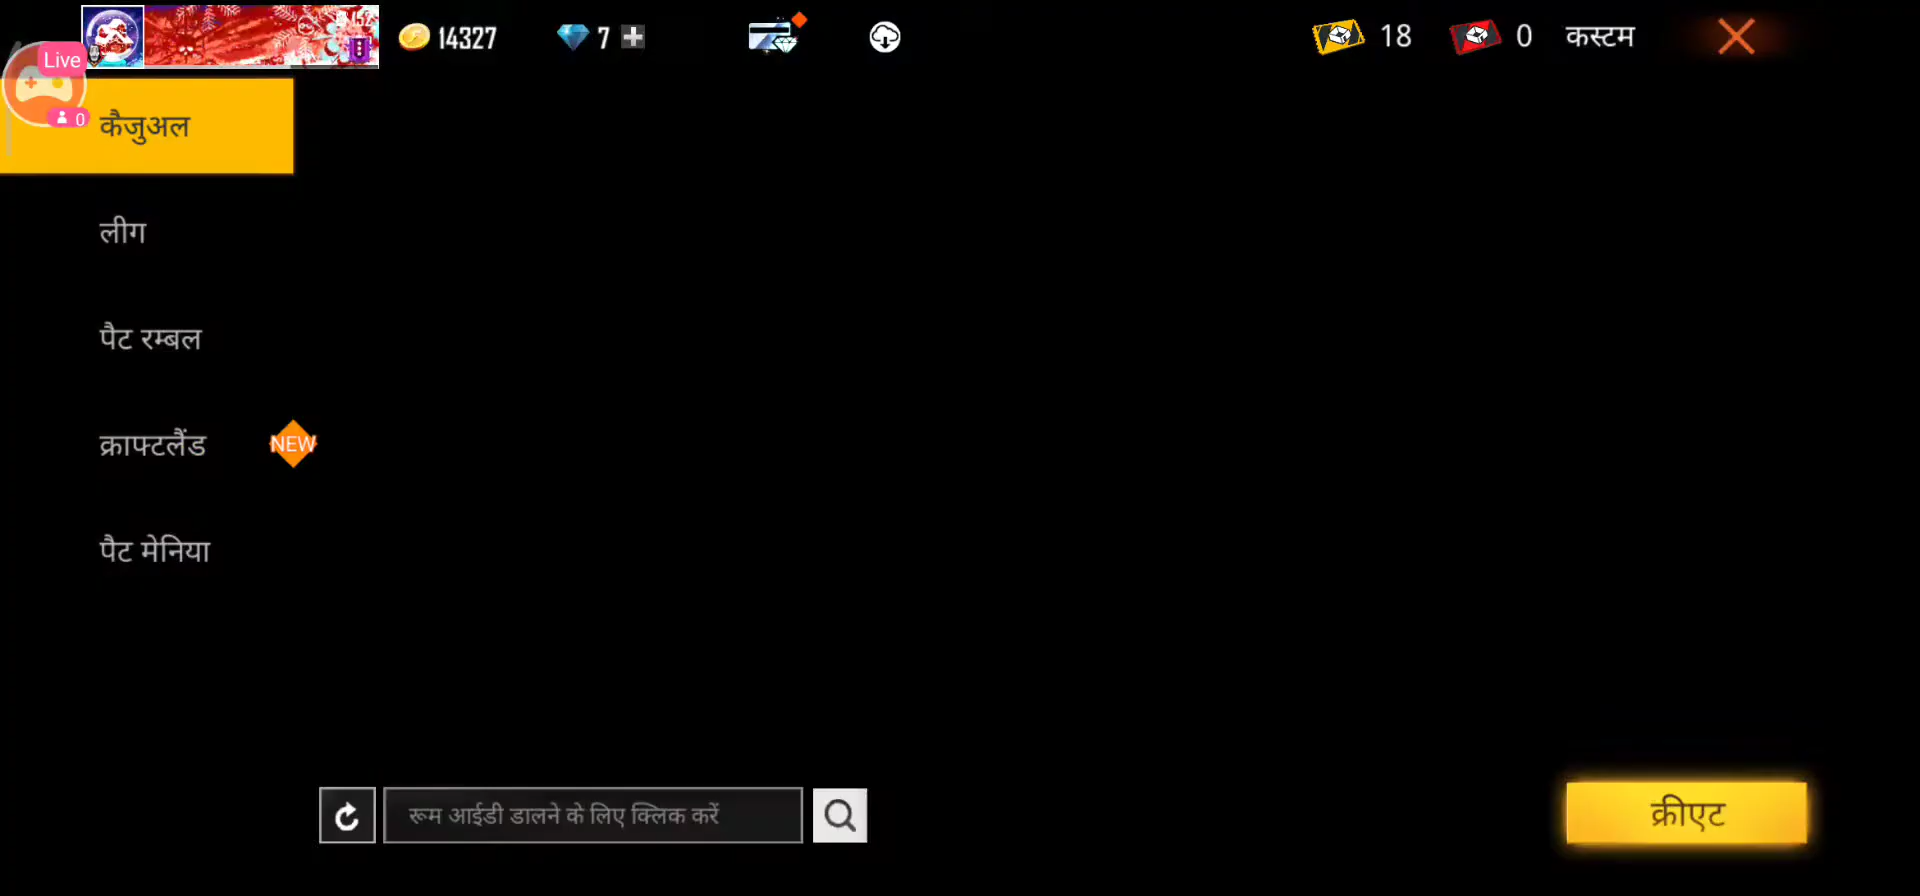 14327
7
18
0
कस्टम
Live
0
कैजुअल
लीग
पैट रम्बल
क्राफ्टलैंड
NEW
पैट मेनिया
रूम आईडी डालने के लिए क्लिक करें
क्रीएट